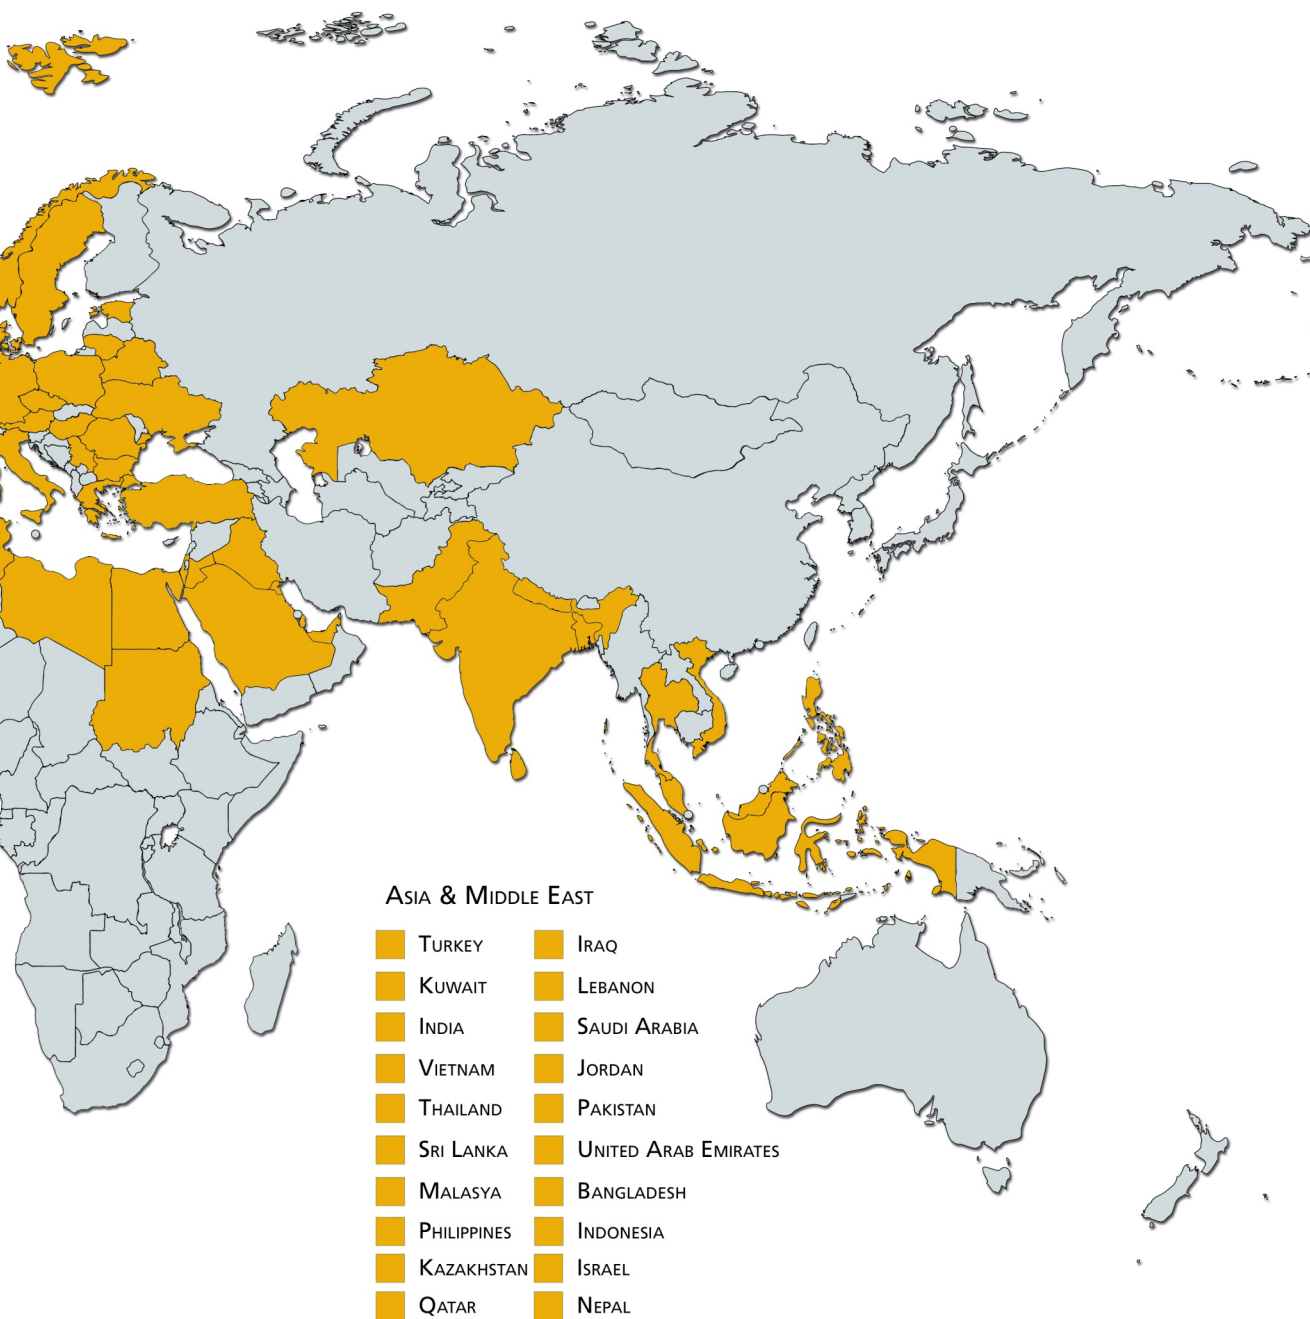 Asia & Middle East
Turkey
Kuwait
India
Vietnam
Thailand
Sri Lanka
Malasya
Philippines
Kazakhstan
Qatar
Iraq
Lebanon
Saudi Arabia
Jordan
Pakistan
United Arab Emirates
Bangladesh
Indonesia
Israel
Nepal